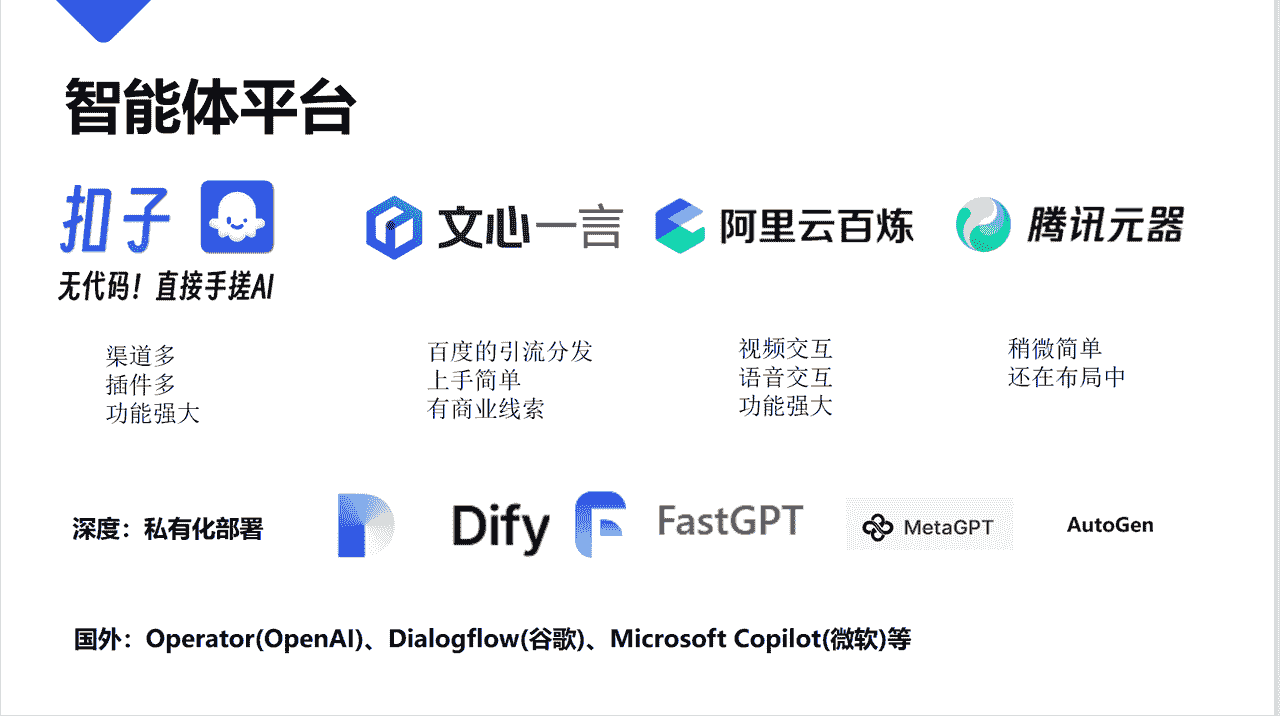 智能体平台
扣子
无代码！直接手搓AI
文心一言
阿里云百炼
腾讯元器
渠道多
插件多
功能强大
百度的引流分发
上手简单
有商业线索
视频交互
语音交互
功能强大
稍微简单
还在布局中
深度：私有化部署
Dify
FastGPT
MetaGPT
AutoGen
国外：Operator(OpenAI)、Dialogflow(谷歌)、Microsoft Copilot(微软)等